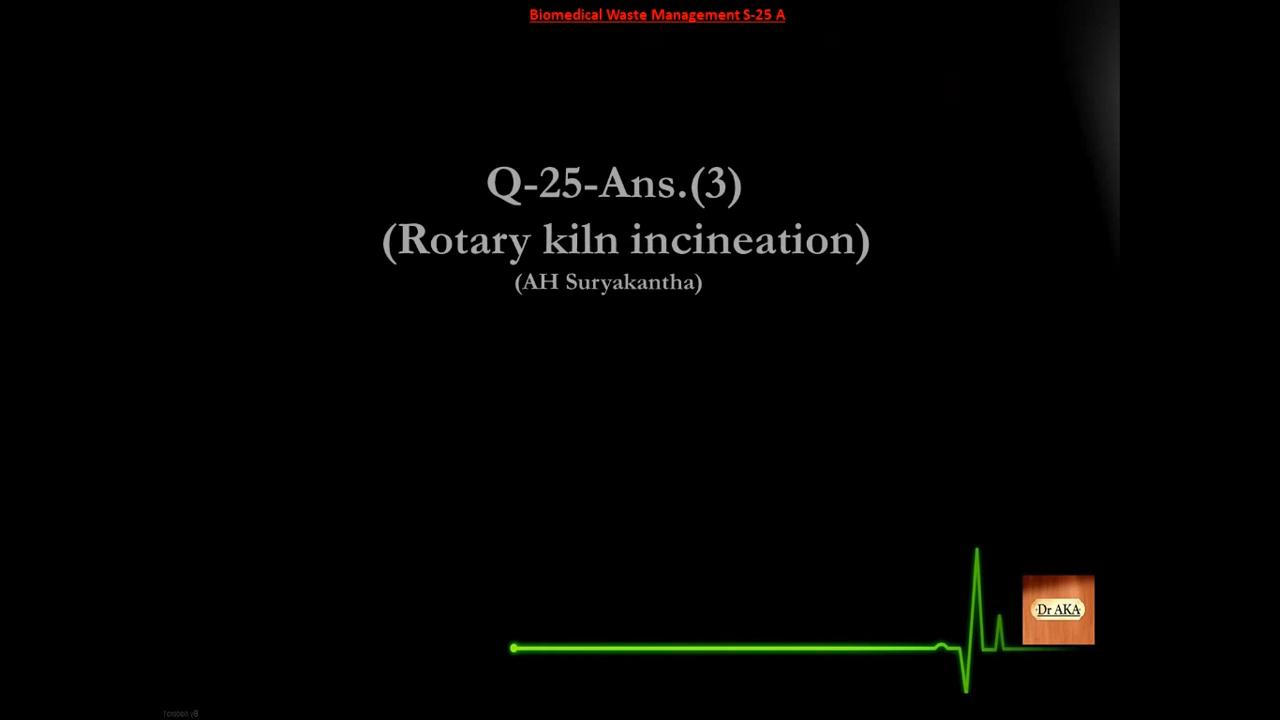 Biomedical Waste Management S-25 A
Q-25-Ans.(3)
(Rotary kiln incineation)
(AH Suryakantha)
Dr AKA